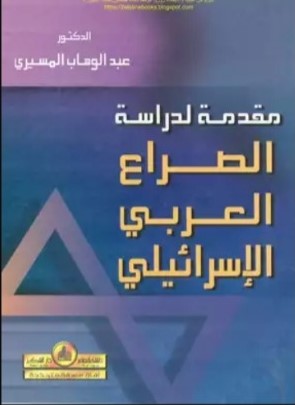 الدكتور
عبد الوهاب المسيري
مقدمة لدراسة
الصراع
العربي
الإسرائيلي